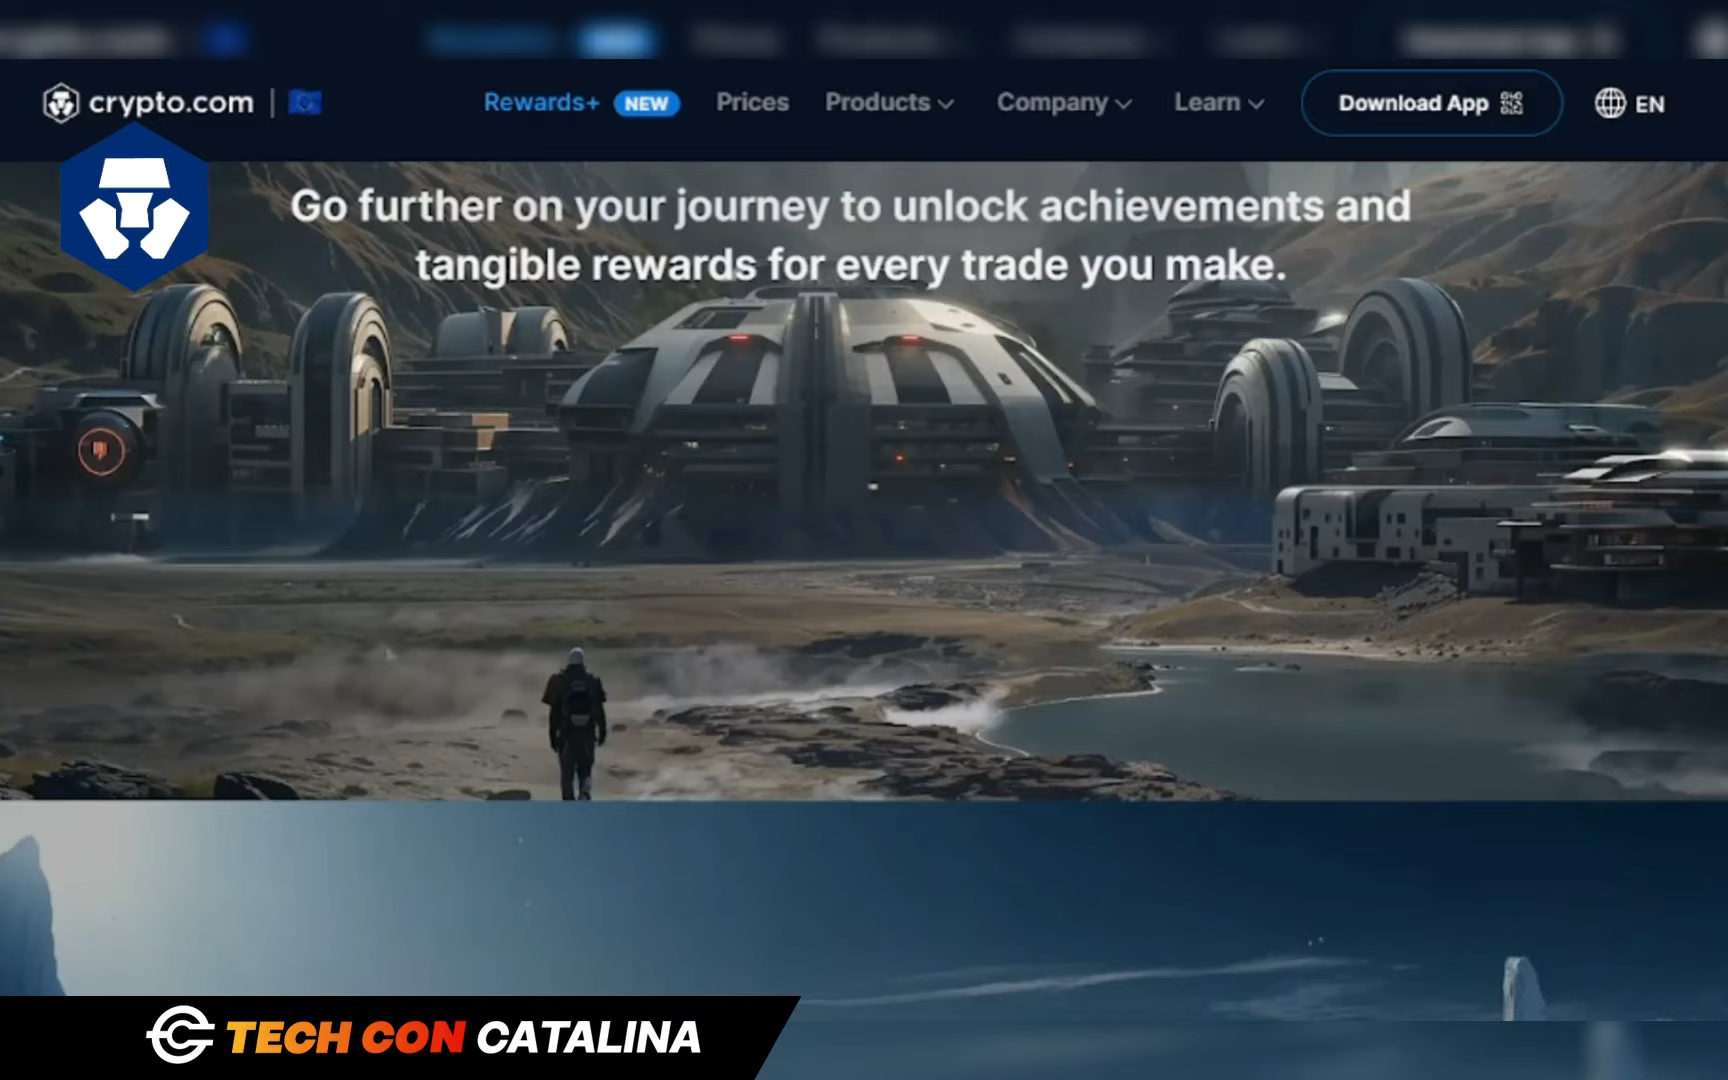 crypto.com
Rewards+ NEW Prices Products Company Learn Download App EN
Go further on your journey to unlock achievements and
tangible rewards for every trade you make.
TECH CON CATALINA